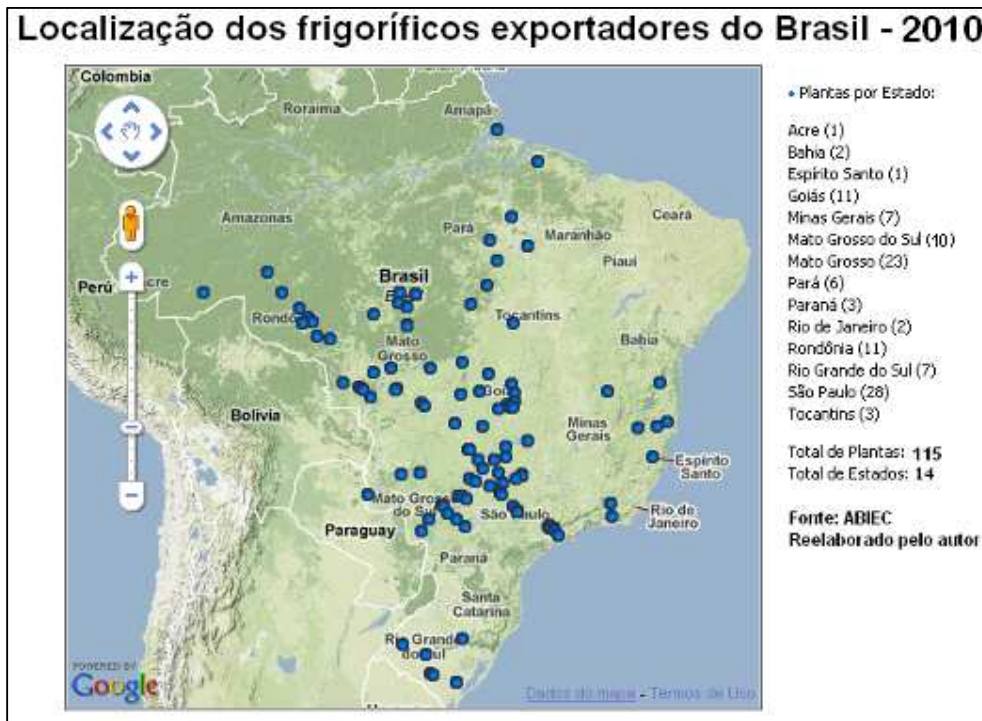 Localização dos frigoríficos exportadores do Brasil - 2010
Colombia
Roraima
Amapá
Amazonas
Pará
Maranhão
Ceará
Piauí
Brasil
Perú
Acre
Tocantins
Mato
Grosso
Bahia
Bolivia
Minas
Gerais
Espírito
Santo
Mato Grosso
do Sul
São Paulo
Rio de
Janeiro
Paraguay
Paraná
Santa
Catarina
Rio Grande
do Sul
POWERED BY
Google
Dados do mapa - Termos de Uso
• Plantas por Estado:
Acre (1)
Bahia (2)
Espírito Santo (1)
Goiás (11)
Minas Gerais (7)
Mato Grosso do Sul (10)
Mato Grosso (23)
Pará (6)
Paraná (3)
Rio de Janeiro (2)
Rondônia (11)
Rio Grande do Sul (7)
São Paulo (28)
Tocantins (3)
Total de Plantas: 115
Total de Estados: 14
Fonte: ABIEC
Reelaborado pelo autor